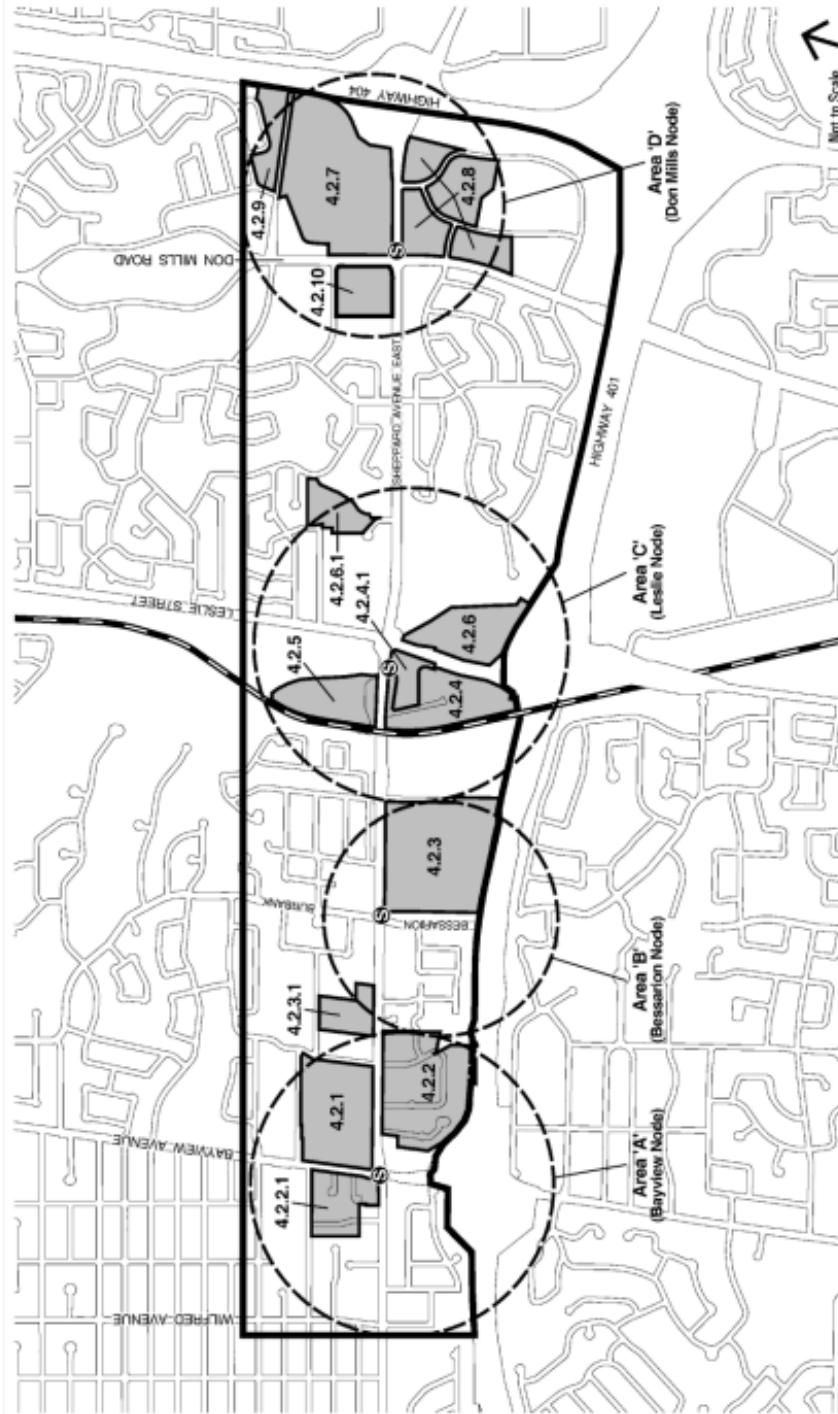 WILFRED AVENUE
BAYVIEW AVENUE
BURBANK
BESSARION
LESLIE STREET
SHEPPARD AVENUE EAST
DON MILLS ROAD
HIGHWAY 404
HIGHWAY 401
4.2.2.1
4.2.1
4.2.3.1
4.2.2
4.2.3
4.2.5
4.2.4.1
4.2.4
4.2.6.1
4.2.6
4.2.10
4.2.9
4.2.7
4.2.8
S
S
S
S
Area 'A'
(Bayview Node)
Area 'B'
(Bessarion Node)
Area 'C'
(Leslie Node)
Area 'D'
(Don Mills Node)
Not to Scale